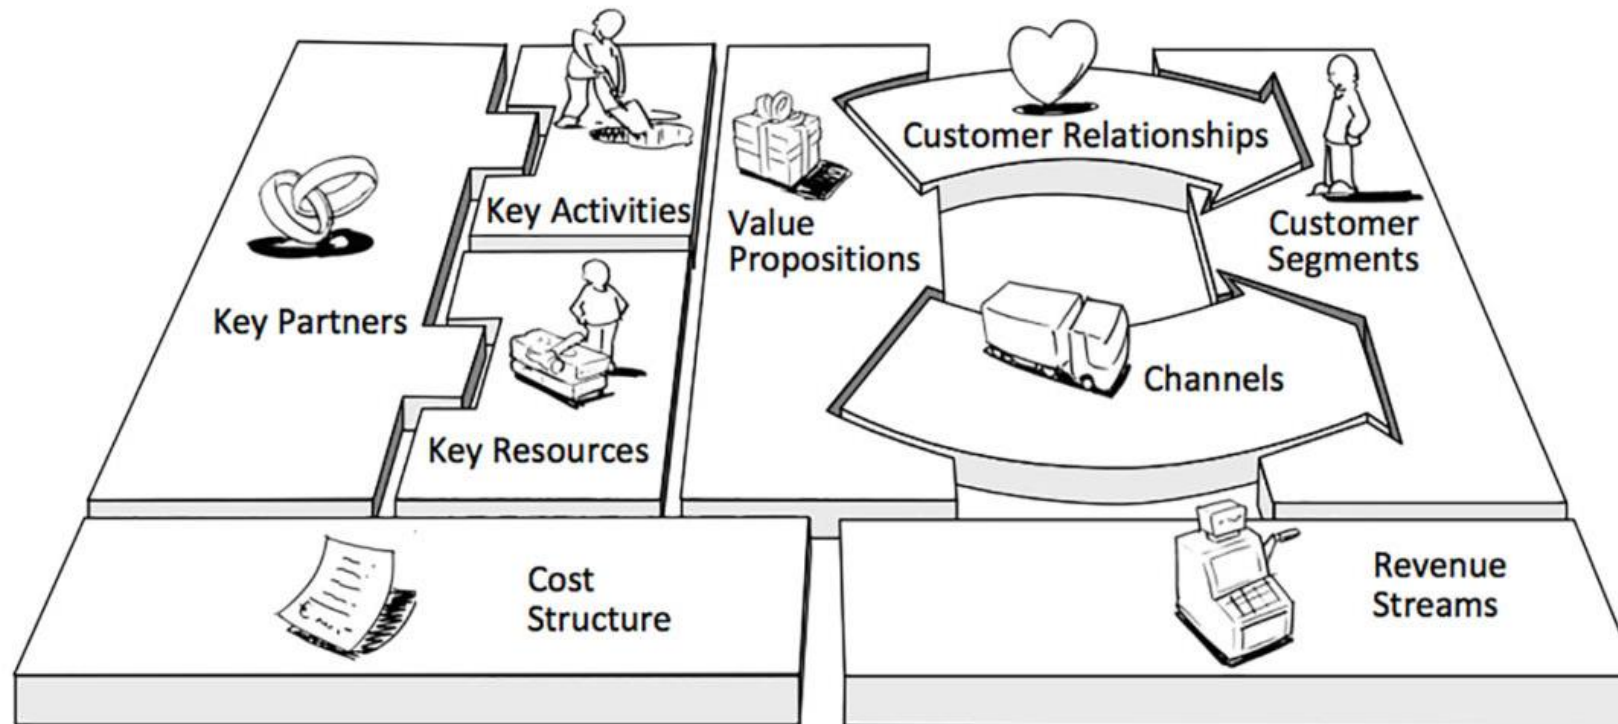 Key Partners
Key Activities
Key Resources
Value
Propositions
Customer Relationships
Channels
Customer
Segments
Cost
Structure
Revenue
Streams